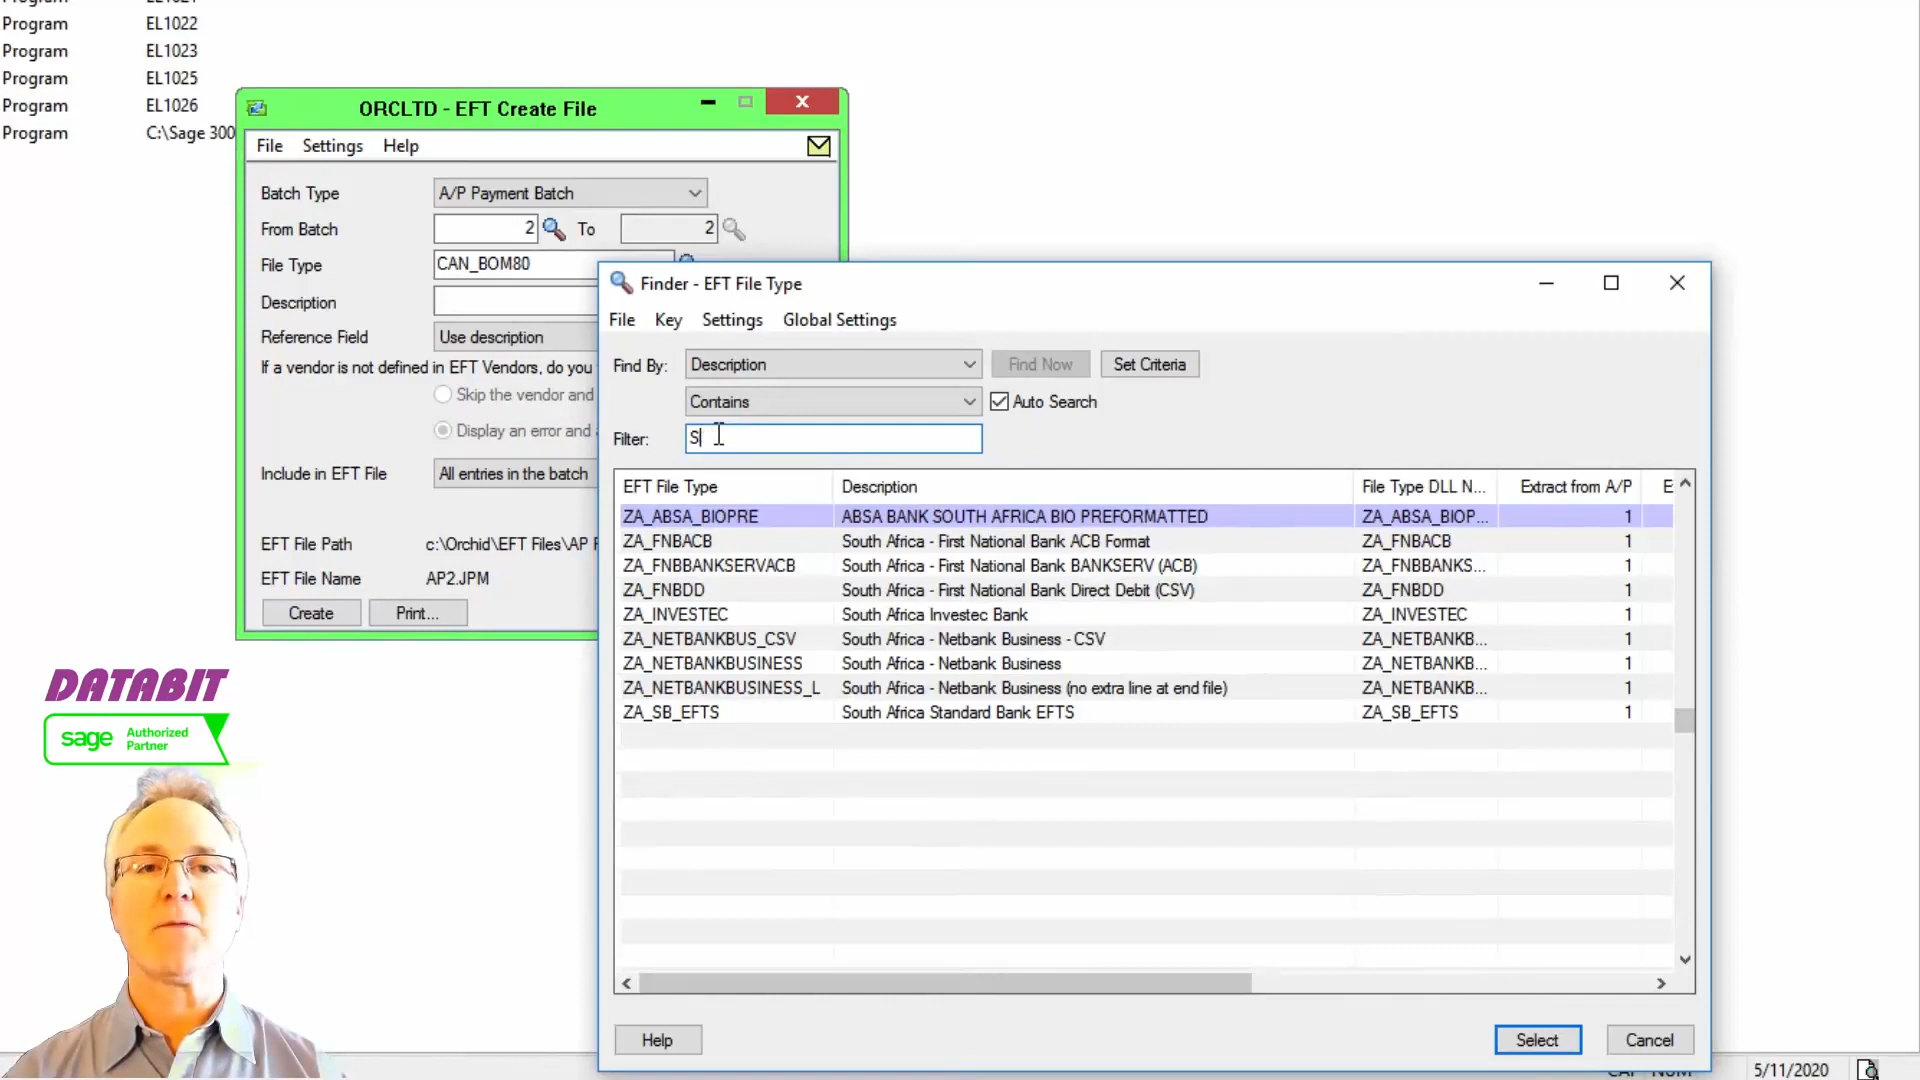 Program EL1022
Program EL1023
Program EL1025
Program EL1026
Program C:\Sage 300
ORCLTD - EFT Create File
File Settings Help
Batch Type A/P Payment Batch
From Batch 2 To 2
File Type CAN_BOM80
Description
Reference Field Use description
If a vendor is not defined in EFT Vendors, do you
Skip the vendor and
Display an error and
Include in EFT File All entries in the batch
EFT File Path c:\Orchid\EFT Files\AP
EFT File Name AP2.JPM
Create Print...
Finder - EFT File Type
File Key Settings Global Settings
Find By: Description Find Now Set Criteria
Contains Auto Search
Filter: S
EFT File Type Description File Type DLL N... Extract from A/P E
ZA_ABSA_BIOPRE ABSA BANK SOUTH AFRICA BIO PREFORMATTED ZA_ABSA_BIOP... 1
ZA_FNBACB South Africa - First National Bank ACB Format ZA_FNBACB 1
ZA_FNBBANKSERVACB South Africa - First National Bank BANKSERV (ACB) ZA_FNBBANKS... 1
ZA_FNBDD South Africa - First National Bank Direct Debit (CSV) ZA_FNBDD 1
ZA_INVESTEC South Africa Investec Bank ZA_INVESTEC 1
ZA_NETBANKBUS_CSV South Africa - Netbank Business - CSV ZA_NETBANKB... 1
ZA_NETBANKBUSINESS South Africa - Netbank Business ZA_NETBANKB... 1
ZA_NETBANKBUSINESS_L South Africa - Netbank Business (no extra line at end file) ZA_NETBANKB... 1
ZA_SB_EFTS South Africa Standard Bank EFTS ZA_SB_EFTS 1
Help Select Cancel
DATABIT
sage Authorized
Partner
5/11/2020